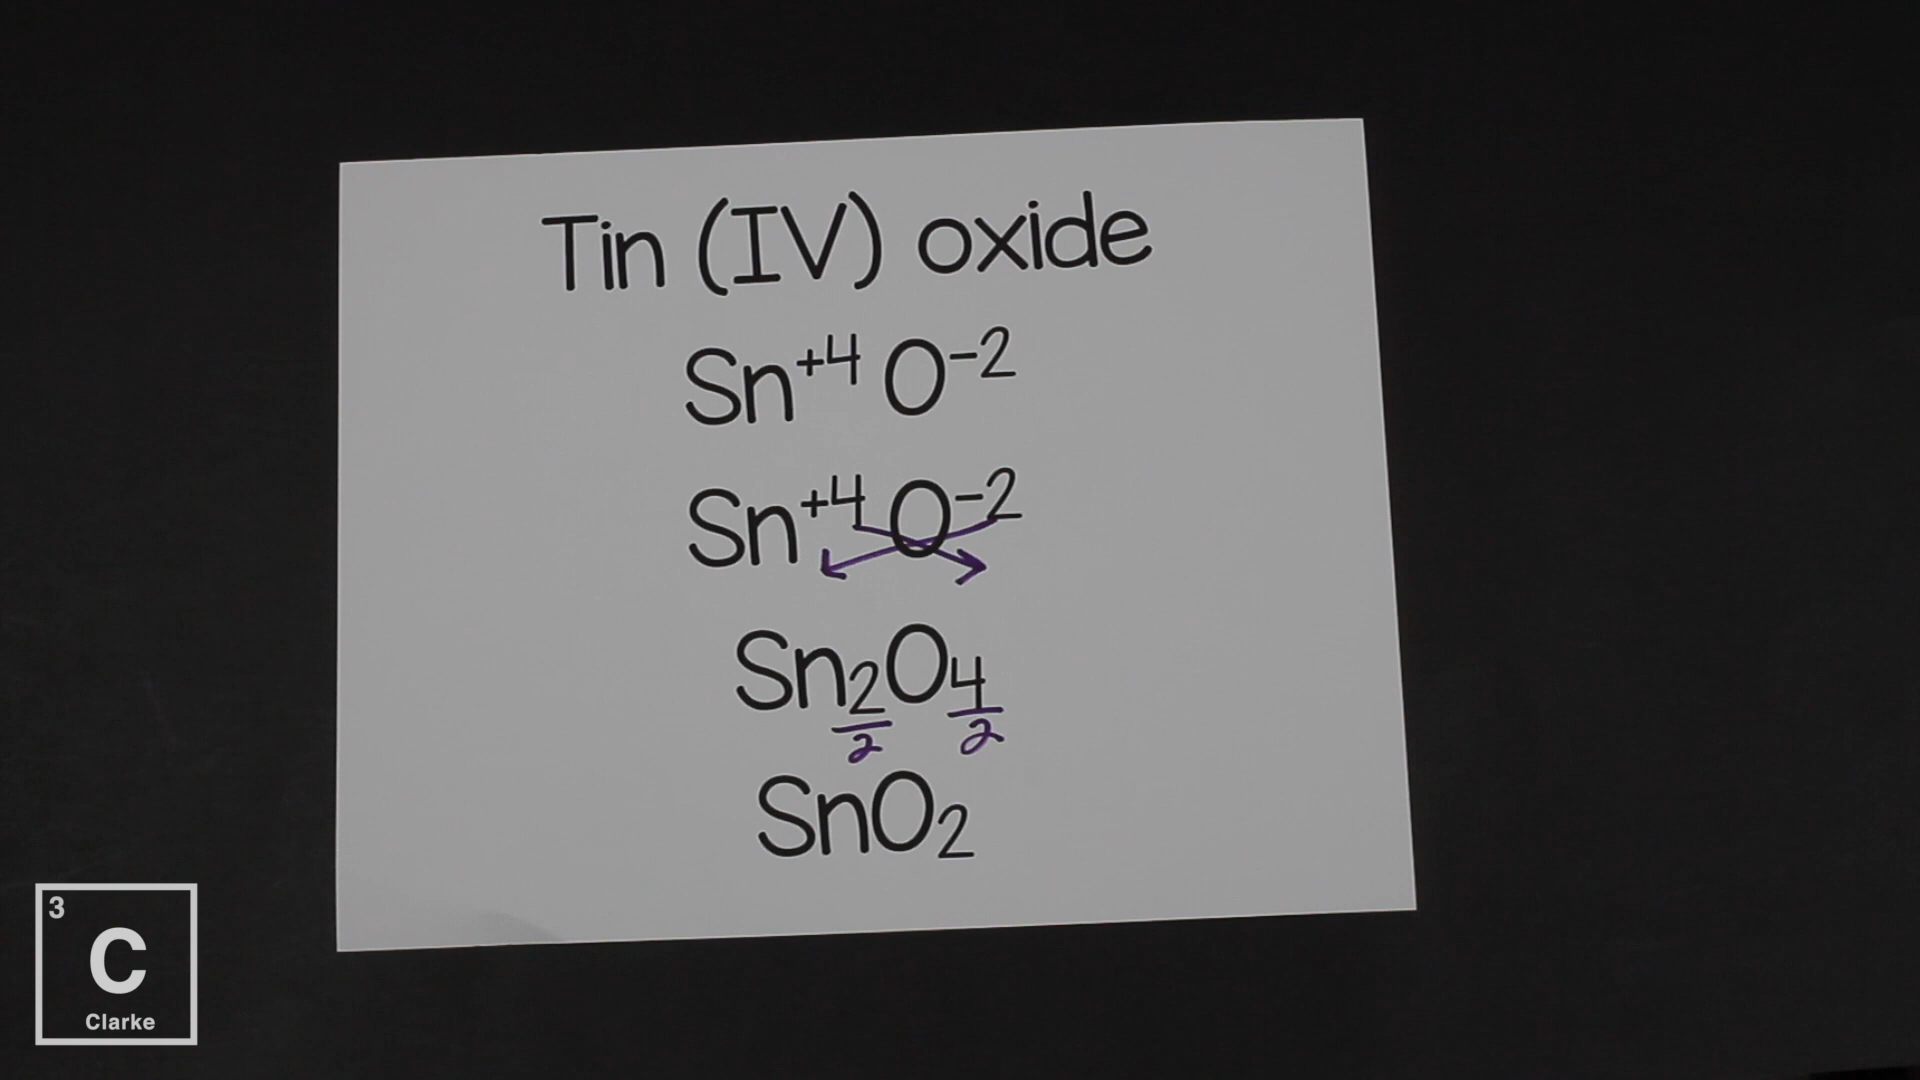 Tin (IV) oxide
Sn⁺⁴ O⁻²
Sn⁺⁴ O⁻²
Sn₂O₄
2 2
SnO₂
3
C
Clarke